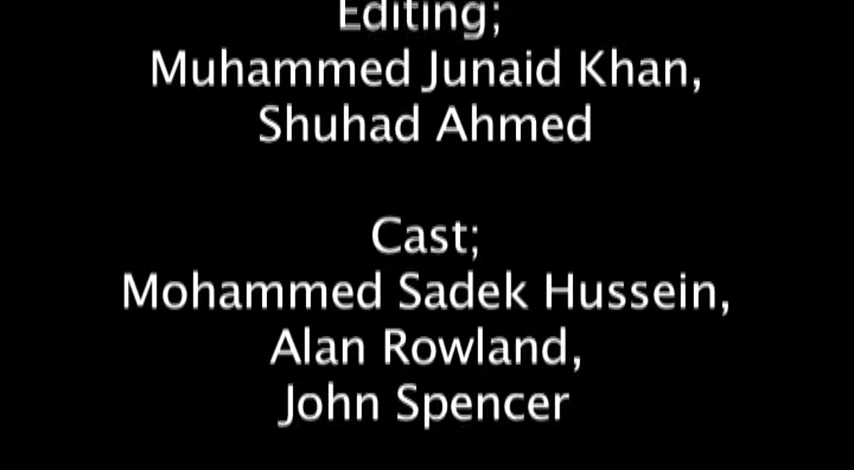 Editing;
Muhammed Junaid Khan,
Shuhad Ahmed
Cast;
Mohammed Sadek Hussein,
Alan Rowland,
John Spencer